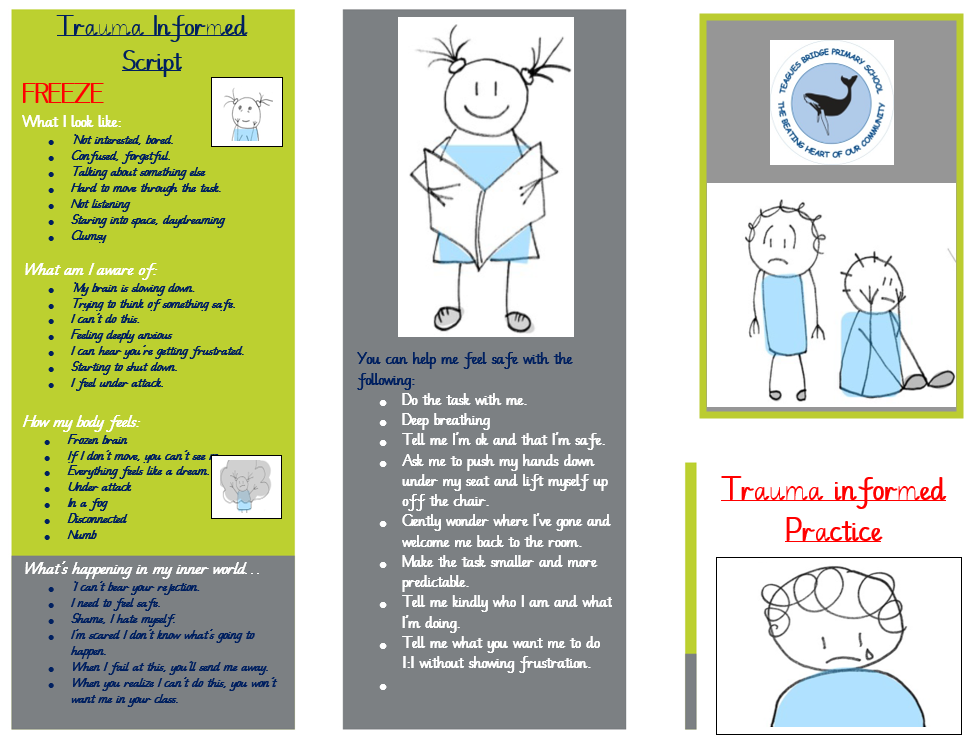 Trauma Informed
Script
FREEZE
What I look like:
Not interested, bored.
Confused, forgetful.
Talking about something else
Hard to move through the task.
Not listening
Staring into space, daydreaming
Clumsy
What am I aware of:
My brain is slowing down.
Trying to think of something safe.
I can't do this.
Feeling deeply anxious
I can hear you're getting frustrated.
Starting to shut down.
I feel under attack.
How my body feels:
Frozen brain
If I don't move, you can't see
Everything feels like a dream.
Under attack
In a fog
Disconnected
Numb
What's happening in my inner world...
'I can't bear your rejection.
I need to feel safe.
Shame, I hate myself.
I'm scared I don't know what's going to
happen.
When I fail at this, you'll send me away.
When you realize I can't do this, you won't
want me in your class.
You can help me feel safe with the
following:
Do the task with me.
Deep breathing
Tell me I'm ok and that I'm safe.
Ask me to push my hands down
under my seat and lift myself up
off the chair.
Gently wonder where I've gone and
welcome me back to the room.
Make the task smaller and more
predictable.
Tell me kindly who I am and what
I'm doing.
Tell me what you want me to do
1:1 without showing frustration.
TEAGUES BRIDGE PRIMARY SCHOOL
THE BEATING HEART OF OUR COMMUNITY
Trauma informed
Practice